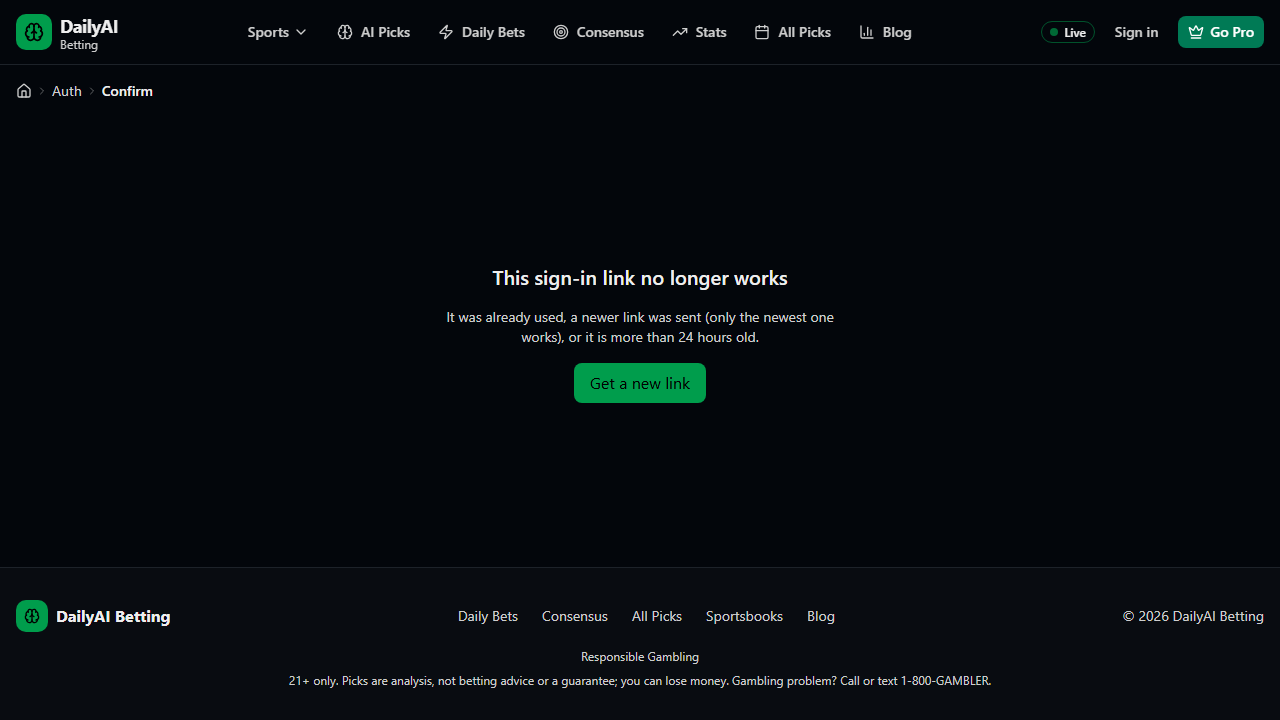 DailyAI
Betting
Sports
AI Picks
Daily Bets
Consensus
Stats
All Picks
Blog
Live
Sign in
Go Pro
Auth
Confirm
This sign-in link no longer works
It was already used, a newer link was sent (only the newest one
works), or it is more than 24 hours old.
Get a new link
DailyAI Betting
Daily Bets
Consensus
All Picks
Sportsbooks
Blog
© 2026 DailyAI Betting
Responsible Gambling
21+ only. Picks are analysis, not betting advice or a guarantee; you can lose money. Gambling problem? Call or text 1-800-GAMBLER.